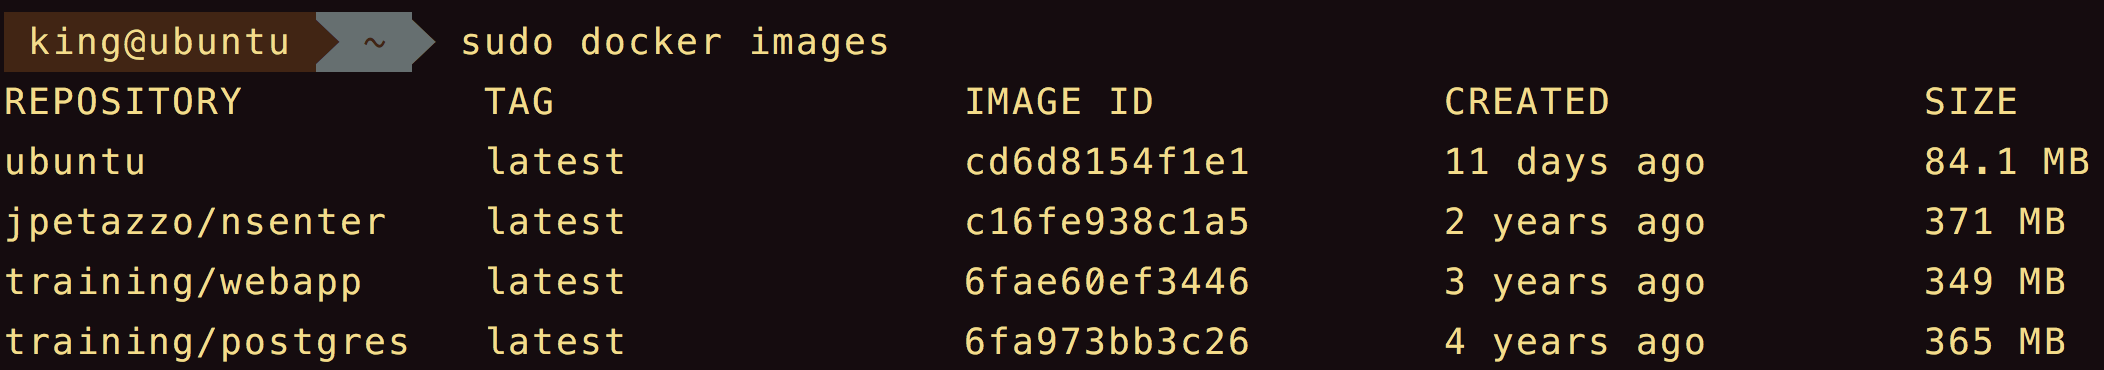 king@ubuntu ~ sudo docker images
REPOSITORY TAG IMAGE ID CREATED SIZE
ubuntu latest cd6d8154f1e1 11 days ago 84.1 MB
jpetazzo/nsenter latest c16fe938c1a5 2 years ago 371 MB
training/webapp latest 6fae60ef3446 3 years ago 349 MB
training/postgres latest 6fa973bb3c26 4 years ago 365 MB